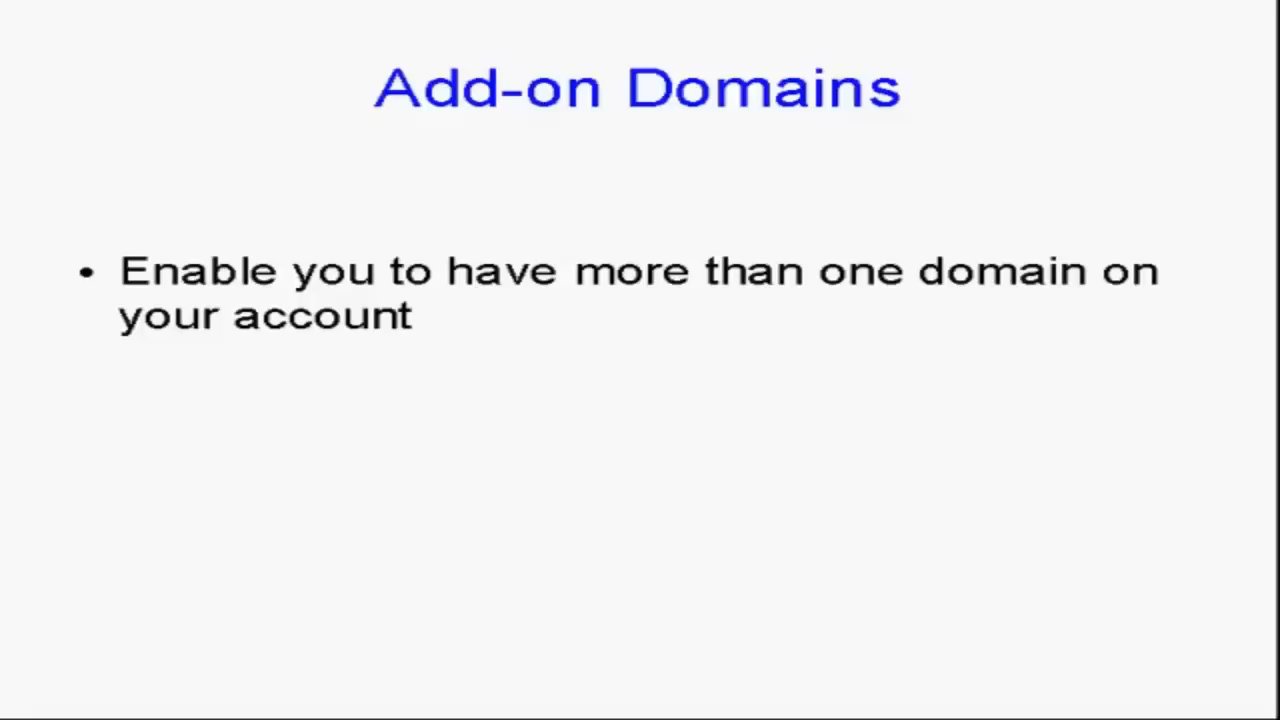 Add-on Domains
• Enable you to have more than one domain on
your account